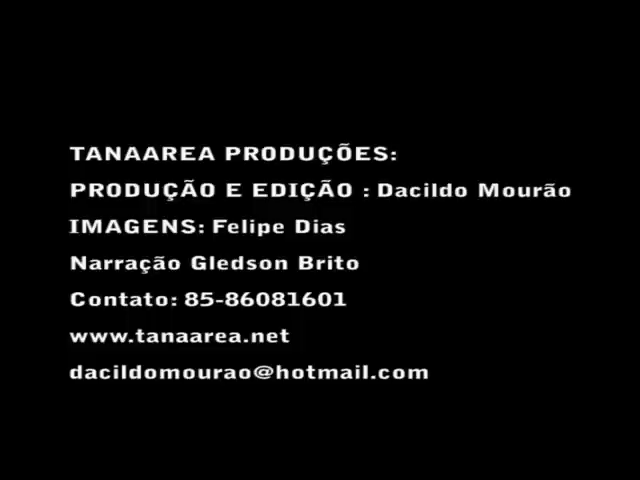 TANAAREA PRODUÇÕES:
PRODUÇÃO E EDIÇÃO : Dacildo Mourão
IMAGENS: Felipe Dias
Narração Gledson Brito
Contato: 85-86081601
www.tanaarea.net
dacildomourao@hotmail.com